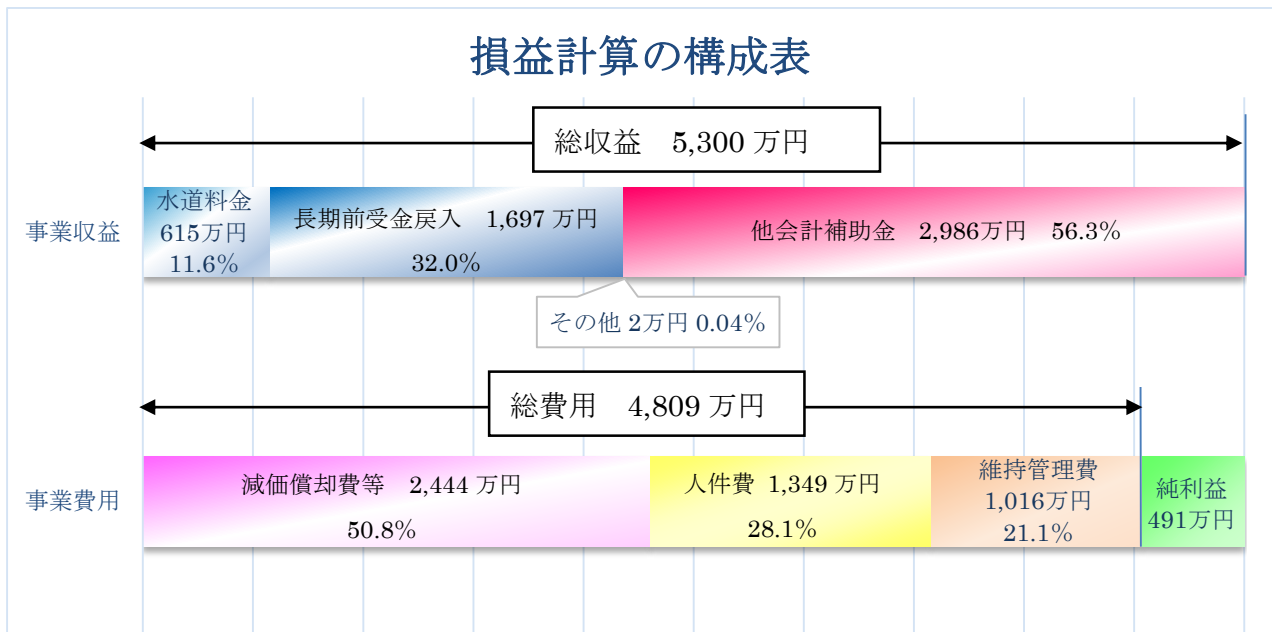 損益計算の構成表
総収益　5,300 万円
事業収益
水道料金
615万円
11.6%
長期前受金戻入　1,697 万円
32.0%
他会計補助金　2,986万円　56.3%
その他 2万円 0.04%
総費用　4,809 万円
事業費用
減価償却費等　2,444 万円
50.8%
人件費 1,349 万円
28.1%
維持管理費
1,016万円
21.1%
純利益
491万円